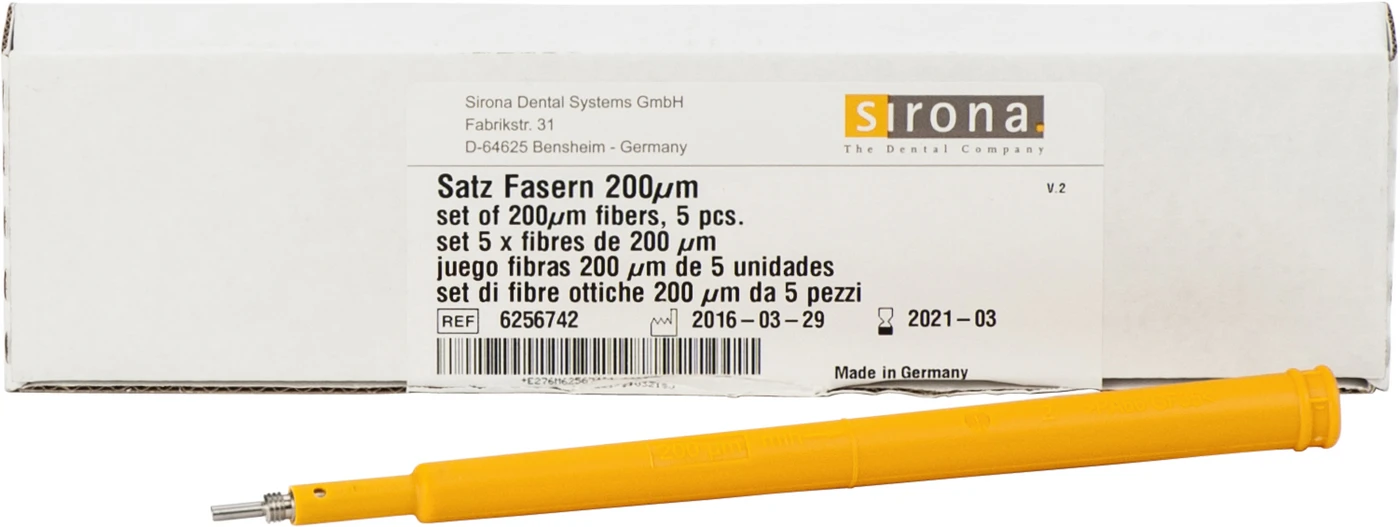 Sirona Dental Systems GmbH
Fabrikstr. 31
D-64625 Bensheim - Germany
sirona.
The Dental Company
Satz Fasern 200µm
V.2
set of 200µm fibers, 5 pcs.
set 5 x fibres de 200 µm
juego fibras 200 µm de 5 unidades
set di fibre ottiche 200 µm da 5 pezzi
REF 6256742 2016-03-29 2021-03
Made in Germany
200µm